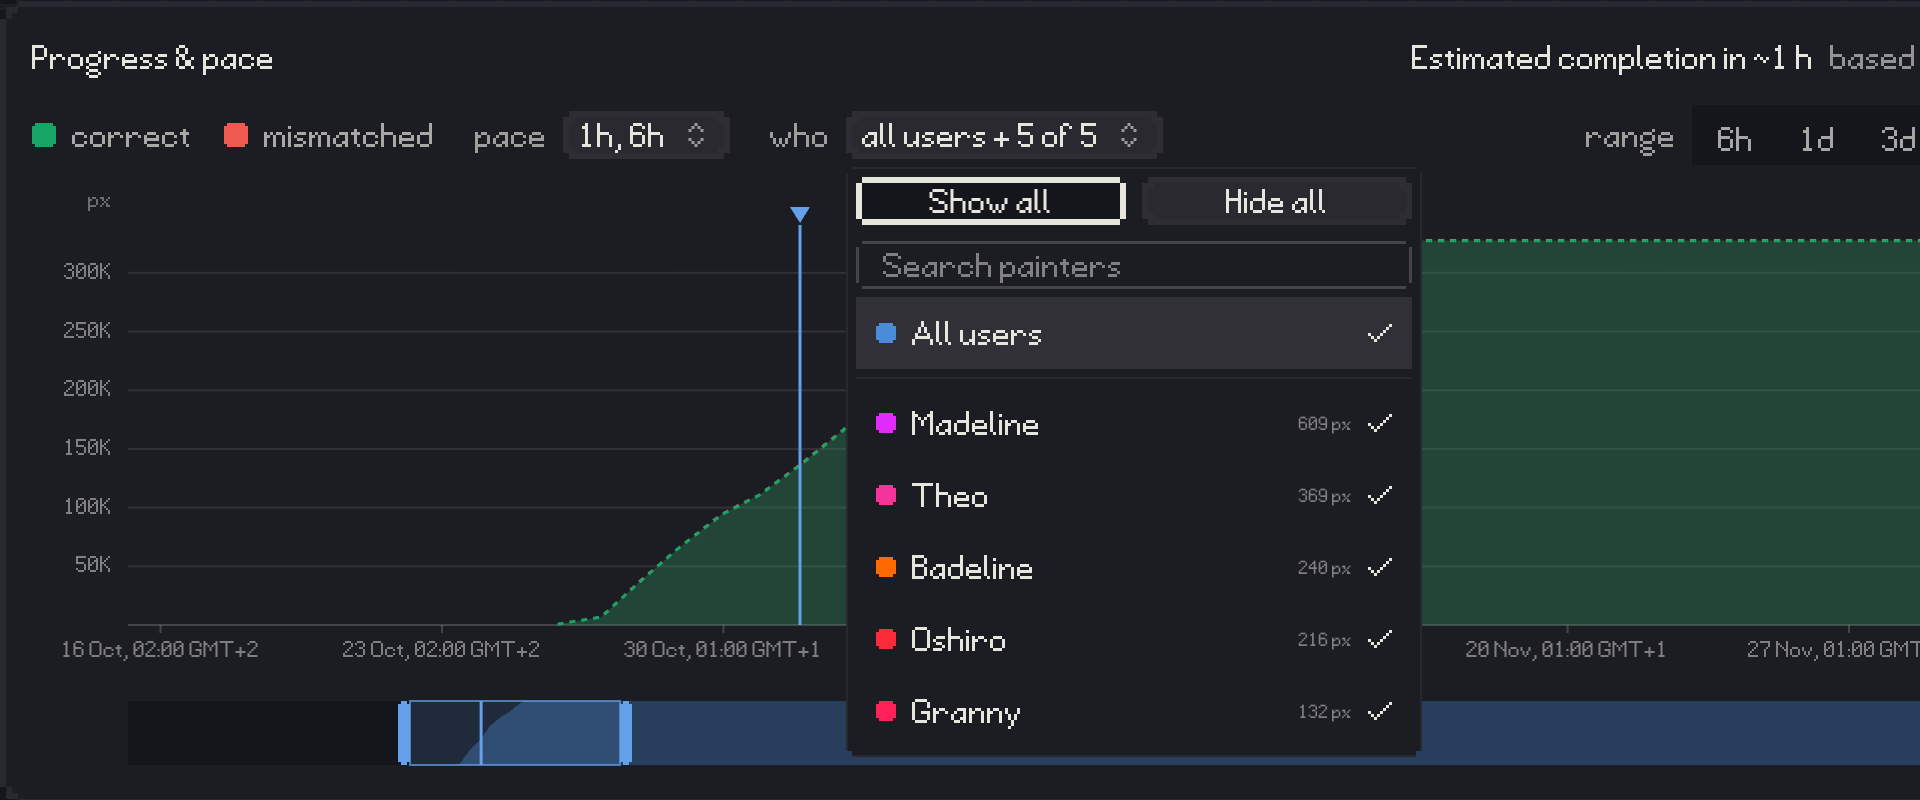 Progress & pace
Estimated completion in ~1 h based
correct mismatched pace 1h, 6h who all users + 5 of 5 range 6h 1d 3d
px
300K
250K
200K
150K
100K
50K
16 Oct, 02:00 GMT+2 23 Oct, 02:00 GMT+2 30 Oct, 01:00 GMT+1 20 Nov, 01:00 GMT+1 27 Nov, 01:00 GMT
Show all Hide all
Search painters
All users
Madeline 609 px
Theo 369 px
Badeline 240 px
Oshiro 216 px
Granny 132 px